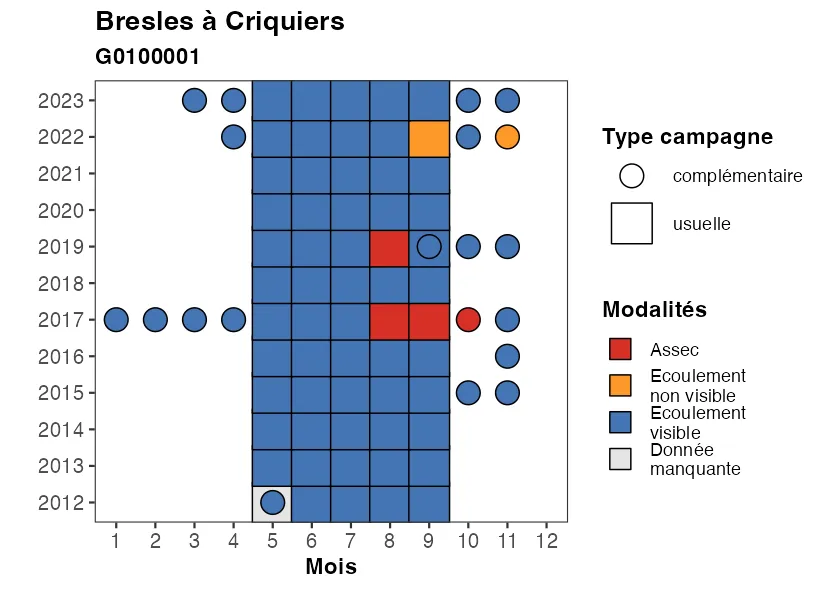 Bresles à Criquiers
G0100001
2023
2022
2021
2020
2019
2018
2017
2016
2015
2014
2013
2012
1 2 3 4 5 6 7 8 9 10 11 12
Mois
Type campagne
complémentaire
usuelle
Modalités
Assec
Ecoulement
non visible
Ecoulement
visible
Donnée
manquante